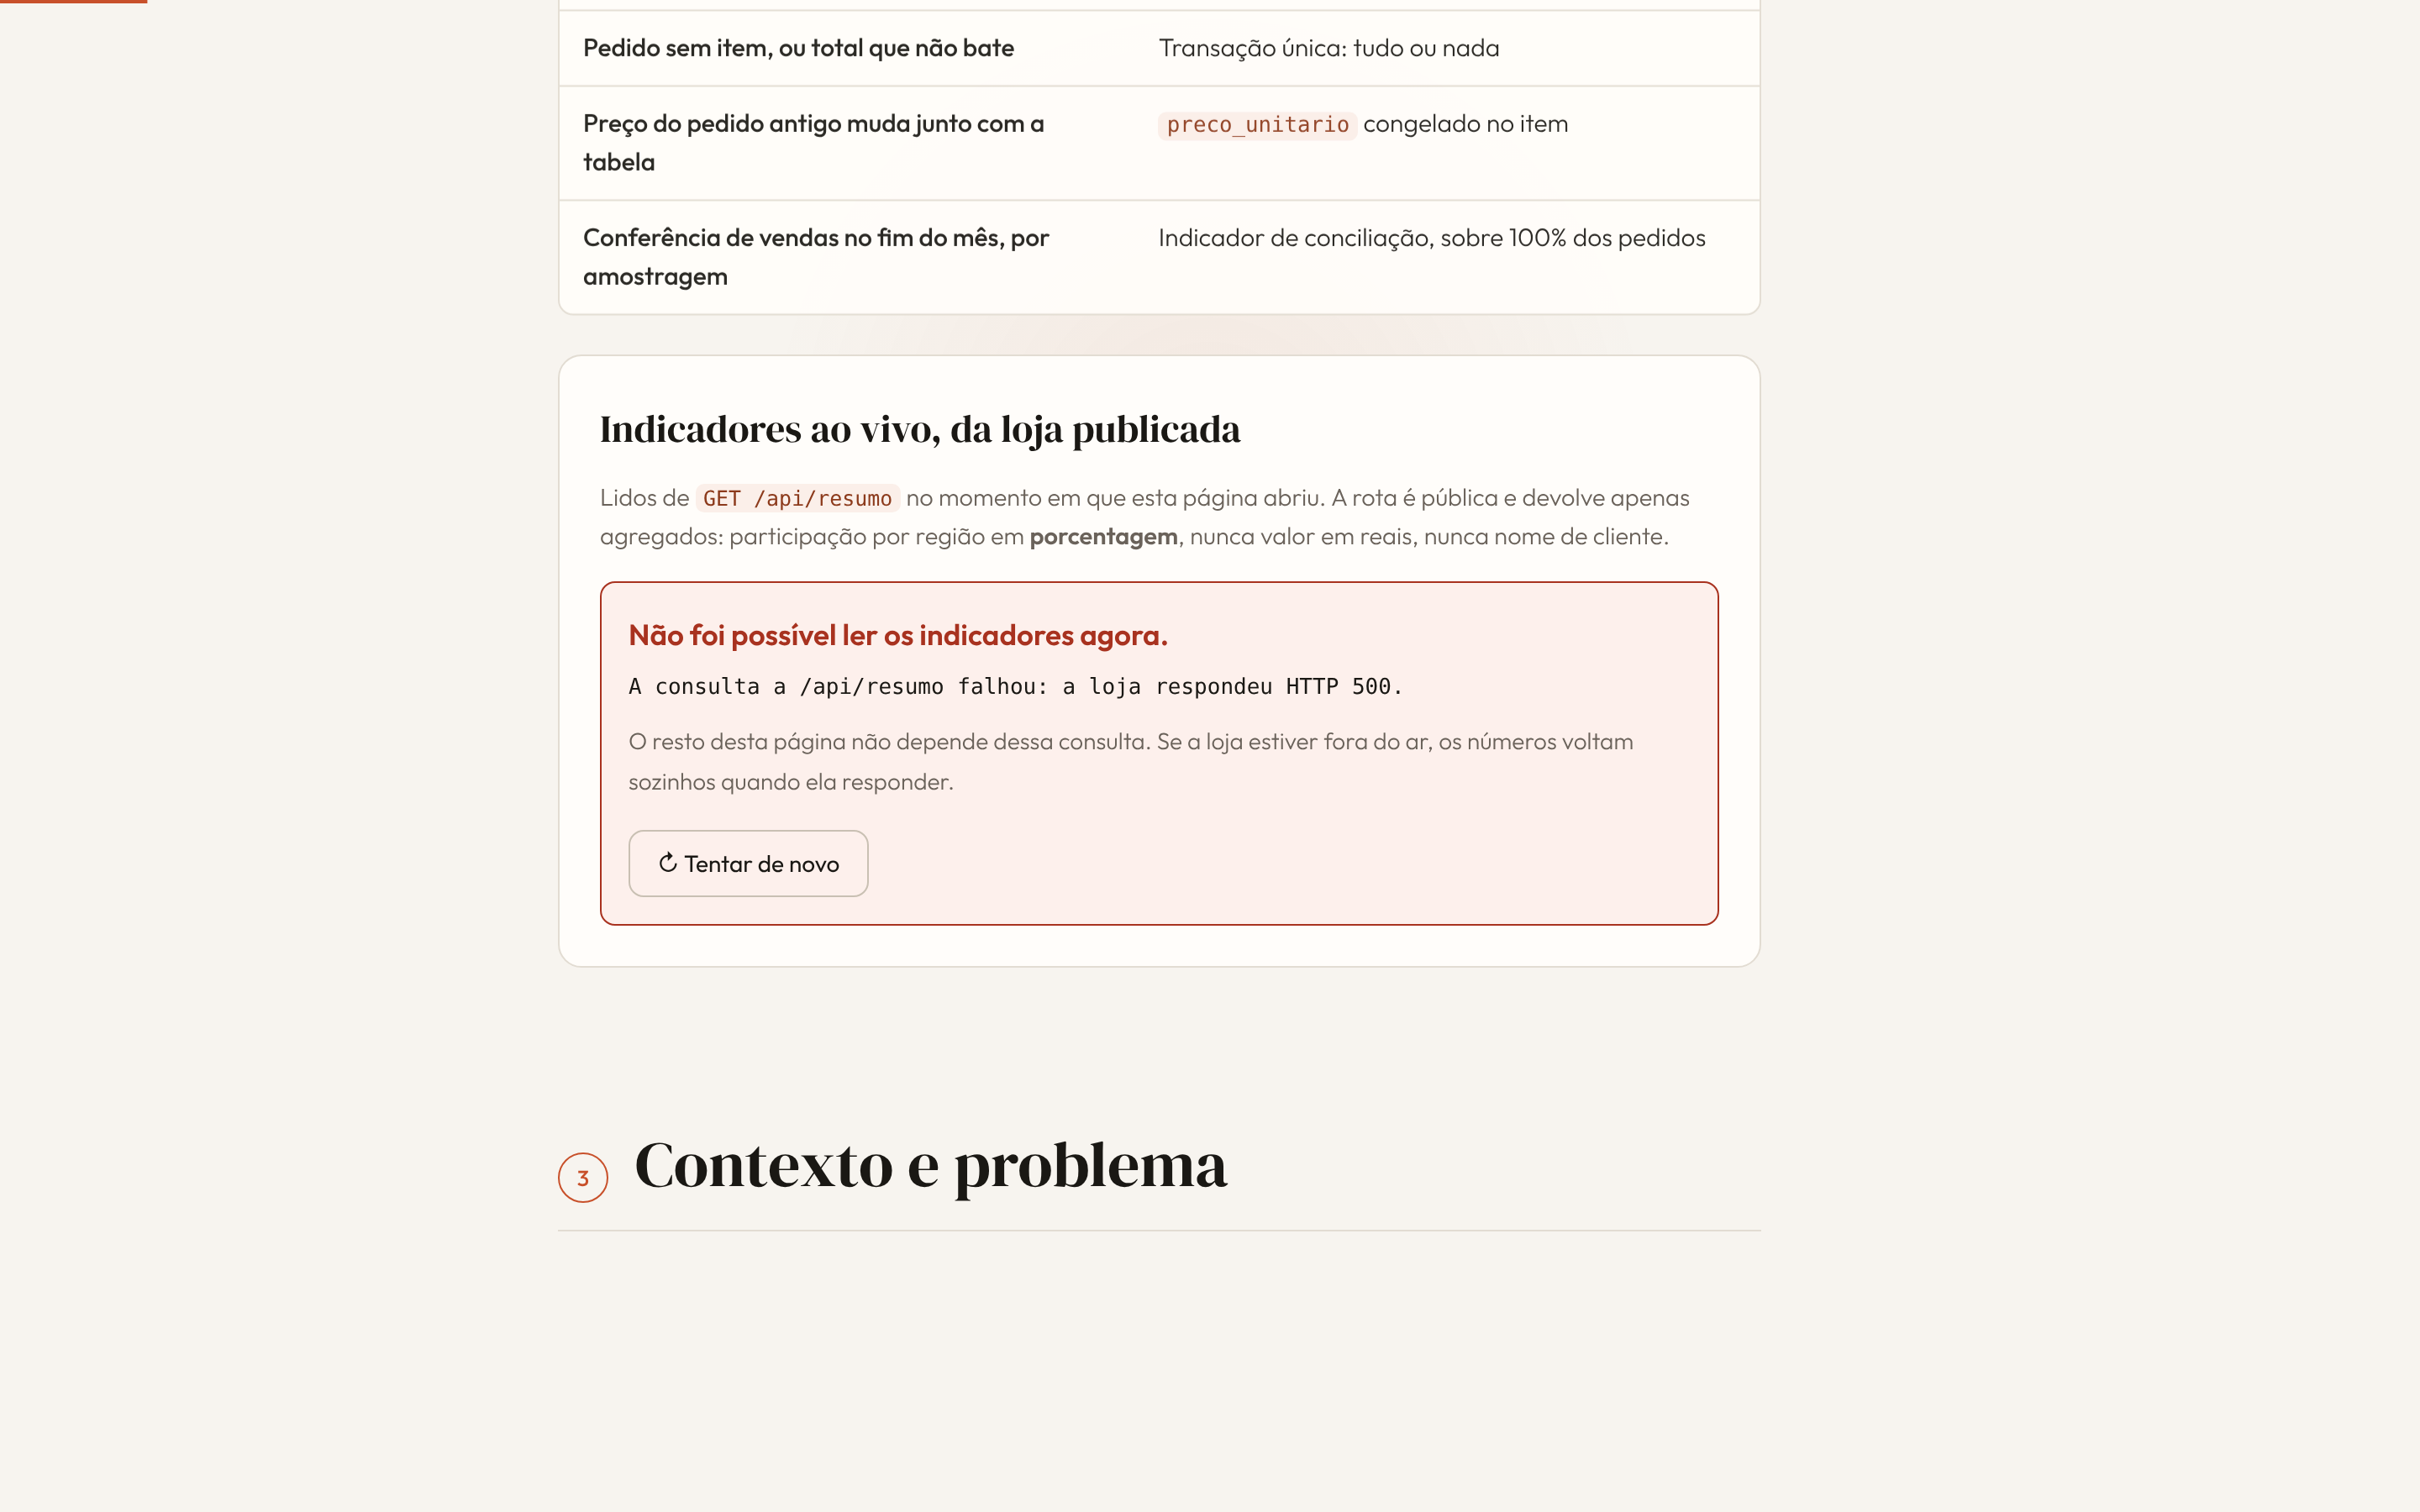 Pedido sem item, ou total que não bate
Transação única: tudo ou nada
Preço do pedido antigo muda junto com a
tabela
preco_unitario congelado no item
Conferência de vendas no fim do mês, por
amostragem
Indicador de conciliação, sobre 100% dos pedidos
Indicadores ao vivo, da loja publicada
Lidos de GET /api/resumo no momento em que esta página abriu. A rota é pública e devolve apenas
agregados: participação por região em porcentagem, nunca valor em reais, nunca nome de cliente.
Não foi possível ler os indicadores agora.
A consulta a /api/resumo falhou: a loja respondeu HTTP 500.
O resto desta página não depende dessa consulta. Se a loja estiver fora do ar, os números voltam
sozinhos quando ela responder.
↻ Tentar de novo
3 Contexto e problema